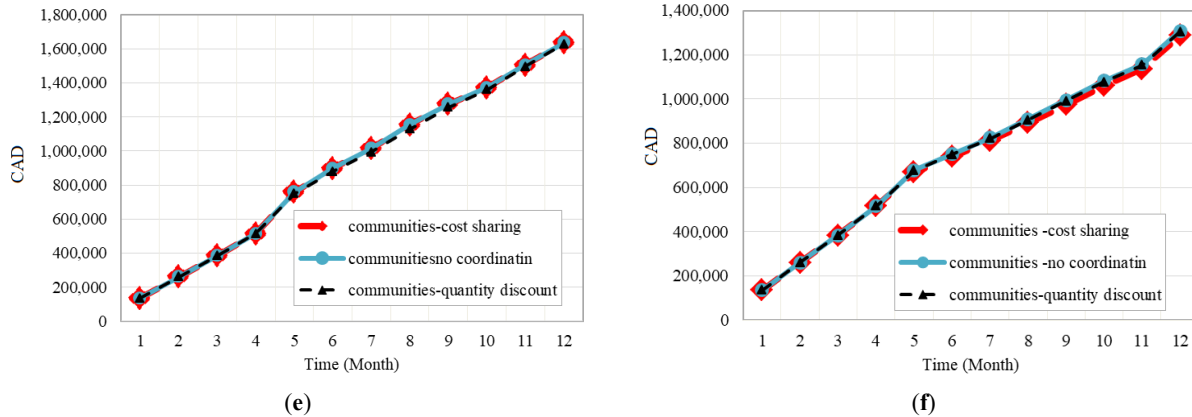 1,800,000
1,600,000
1,400,000
1,200,000
1,000,000
800,000
600,000
400,000
200,000
0
CAD
communities-cost sharing
communitiesno coordinatin
communities-quantity discount
1 2 3 4 5 6 7 8 9 10 11 12
Time (Month)
(e)
1,400,000
1,200,000
1,000,000
800,000
600,000
400,000
200,000
0
CAD
communities -cost sharing
communities -no coordinatin
communities-quantity discount
1 2 3 4 5 6 7 8 9 10 11 12
Time (Month)
(f)